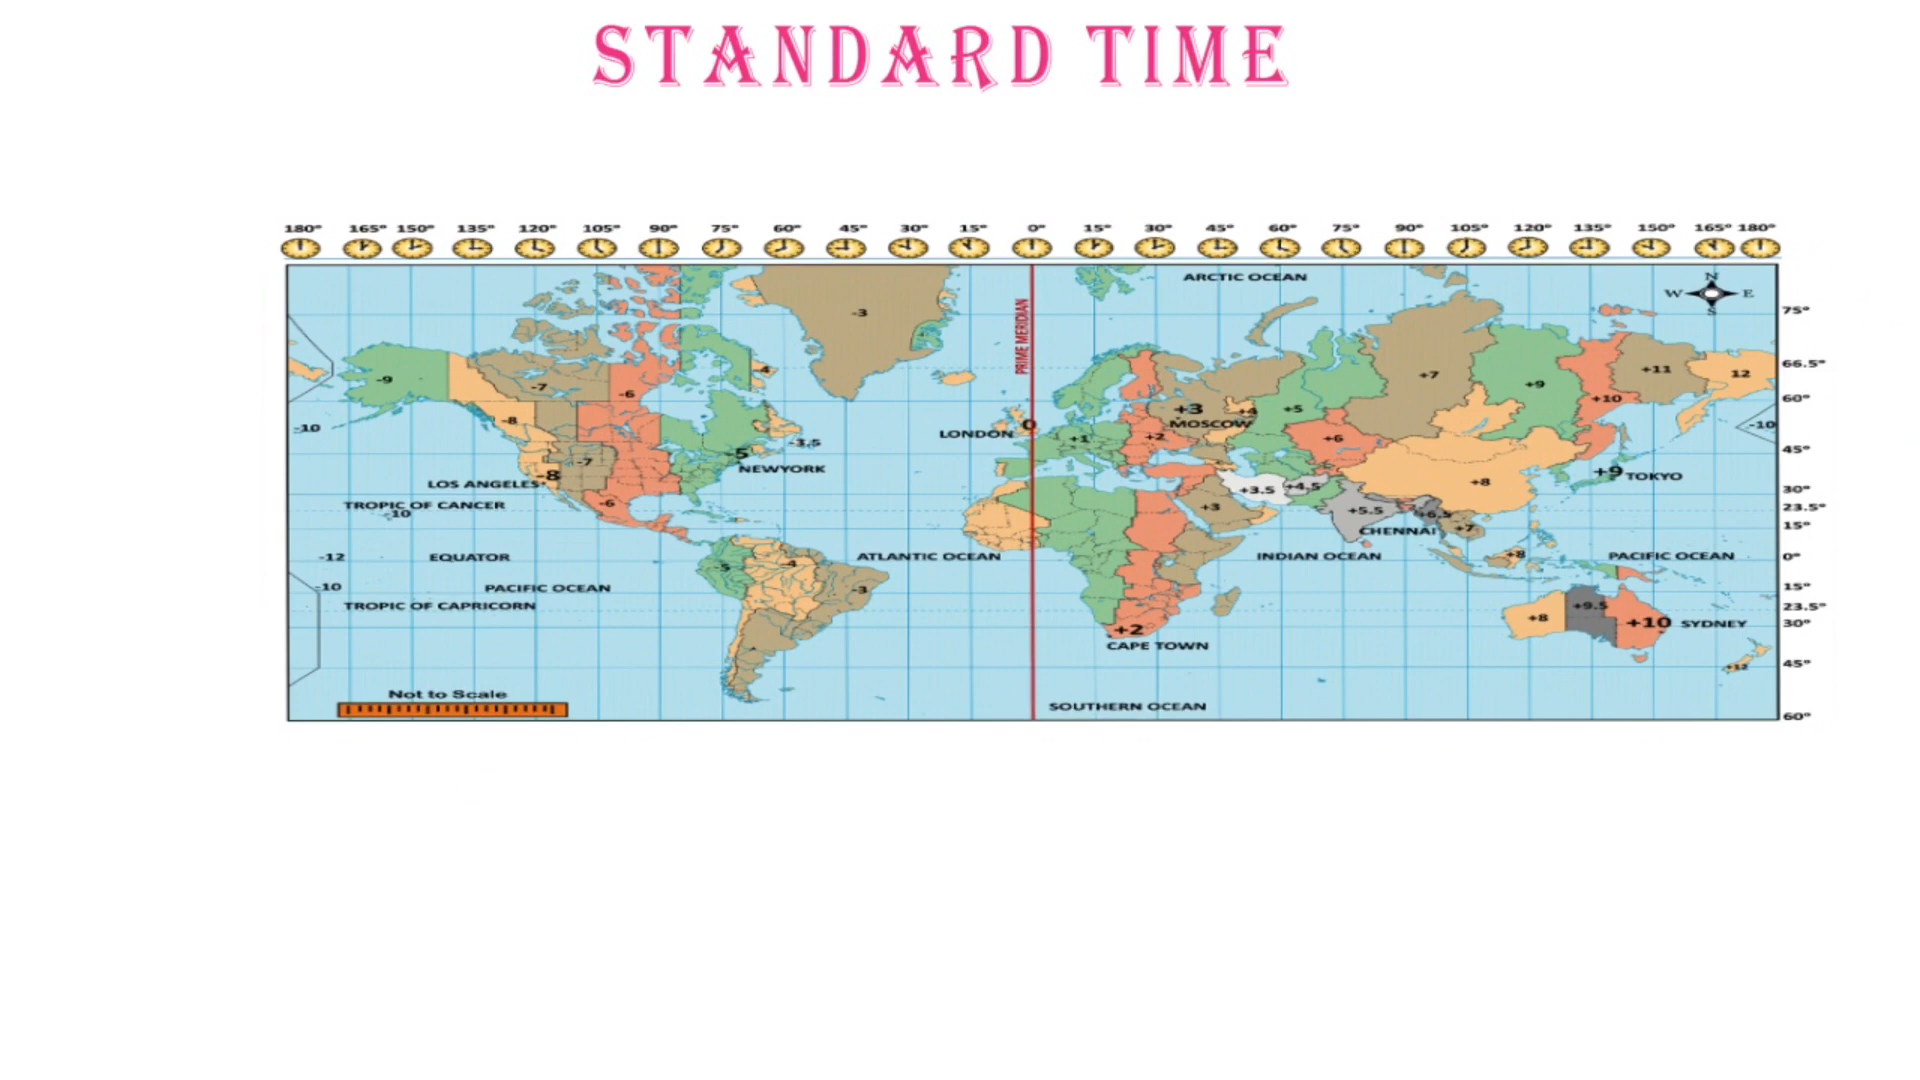 STANDARD TIME
180° 165° 150° 135° 120° 105° 90° 75° 60° 45° 30° 15° 0° 15° 30° 45° 60° 75° 90° 105° 120° 135° 150° 165° 180°
ARCTIC OCEAN
N
W E
S
PRIME MERIDIAN
75°
-3
66.5°
-9
-7
-6
+7
+9
+11
12
+10
60°
-8
+3
+4
+5
-10
0
LONDON
MOSCOW
-10
+1
+2
+6
-3.5
45°
-5
NEWYORK
-7
-8
LOS ANGELES
+9
TOKYO
+8
+3.5
+4.5
30°
TROPIC OF CANCER
-10
-6
+3
+5.5
+6.5
23.5°
15°
CHENNAI
+7
-12
EQUATOR
ATLANTIC OCEAN
INDIAN OCEAN
+8
PACIFIC OCEAN
0°
-5
-4
-10
PACIFIC OCEAN
-3
15°
TROPIC OF CAPRICORN
+9.5
23.5°
+8
+10
SYDNEY
30°
+2
CAPE TOWN
+12
45°
Not to Scale
SOUTHERN OCEAN
60°